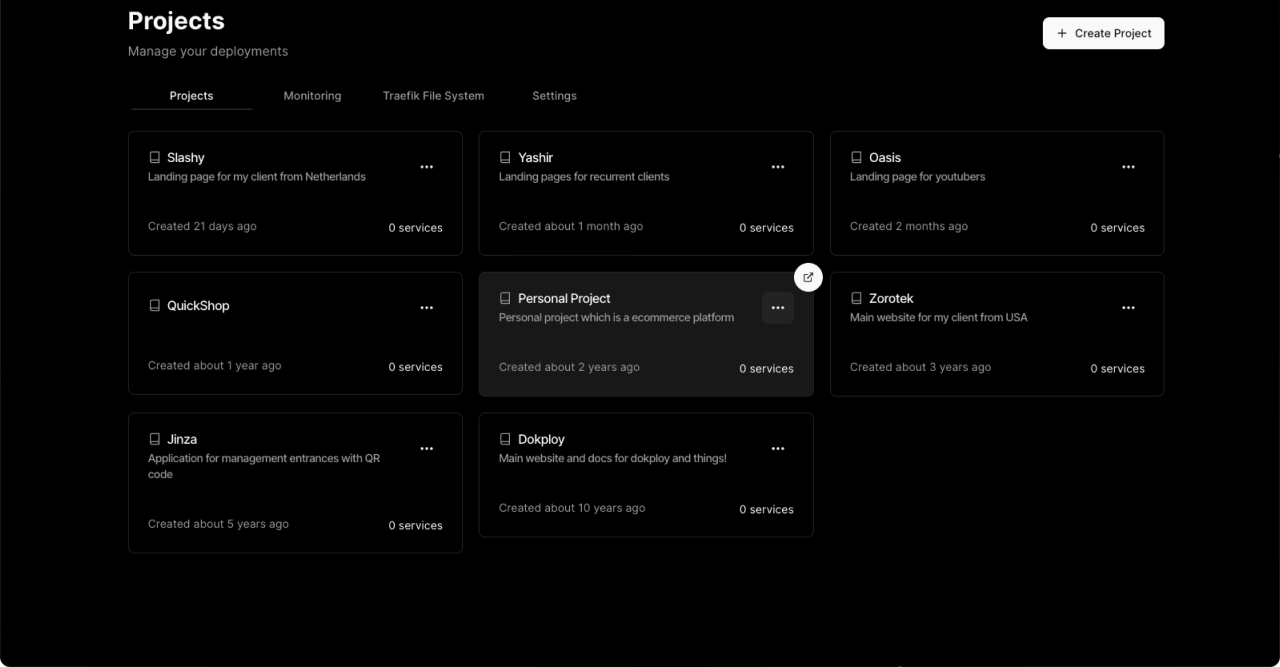 Projects
Manage your deployments
+ Create Project
Projects
Monitoring
Traefik File System
Settings
Slashy
Landing page for my client from Netherlands
Created 21 days ago
0 services
Yashir
Landing pages for recurrent clients
Created about 1 month ago
0 services
Oasis
Landing page for youtubers
Created 2 months ago
0 services
QuickShop
Created about 1 year ago
0 services
Personal Project
Personal project which is a ecommerce platform
Created about 2 years ago
0 services
Zorotek
Main website for my client from USA
Created about 3 years ago
0 services
Jinza
Application for management entrances with QR
code
Created about 5 years ago
0 services
Dokploy
Main website and docs for dokploy and things!
Created about 10 years ago
0 services